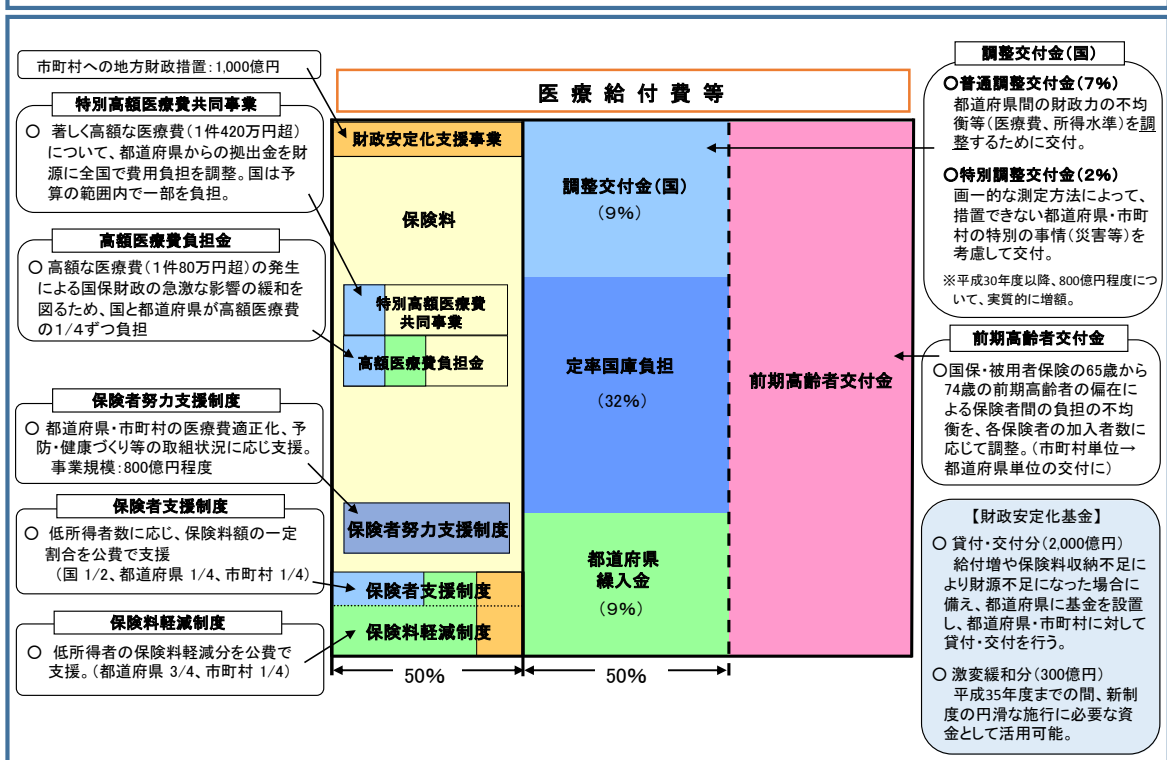 市町村への地方財政措置:1,000億円
特別高額医療費共同事業
○ 著しく高額な医療費(1件420万円超)
について、都道府県からの拠出金を財
源に全国で費用負担を調整。国は予
算の範囲内で一部を負担。
高額医療費負担金
○ 高額な医療費(1件80万円超)の発生
による国保財政の急激な影響の緩和を
図るため、国と都道府県が高額医療費
の1/4ずつ負担
保険者努力支援制度
○ 都道府県・市町村の医療費適正化、予
防・健康づくり等の取組状況に応じ支援。
事業規模:800億円程度
保険者支援制度
○ 低所得者数に応じ、保険料額の一定
割合を公費で支援
(国 1/2、都道府県 1/4、市町村 1/4)
保険料軽減制度
○ 低所得者の保険料軽減分を公費で
支援。(都道府県 3/4、市町村 1/4)
医療給付費等
財政安定化支援事業
保険料
特別高額医療費
共同事業
高額医療費負担金
保険者努力支援制度
保険者支援制度
保険料軽減制度
50%
調整交付金(国)
(9%)
定率国庫負担
(32%)
都道府県
繰入金
(9%)
50%
前期高齢者交付金
調整交付金(国)
○普通調整交付金(7%)
都道府県間の財政力の不均
衡等(医療費、所得水準)を調
整するために交付。
○特別調整交付金(2%)
画一的な測定方法によって、
措置できない都道府県・市町
村の特別の事情(災害等)を
考慮して交付。
※平成30年度以降、800億円程度につ
いて、実質的に増額。
前期高齢者交付金
○国保・被用者保険の65歳から
74歳の前期高齢者の偏在に
よる保険者間の負担の不均
衡を、各保険者の加入者数に
応じて調整。(市町村単位→
都道府県単位の交付に)
【財政安定化基金】
○ 貸付・交付分(2,000億円)
給付増や保険料収納不足に
より財源不足になった場合に
備え、都道府県に基金を設置
し、都道府県・市町村に対して
貸付・交付を行う。
○ 激変緩和分(300億円)
平成35年度までの間、新制
度の円滑な施行に必要な資
金として活用可能。